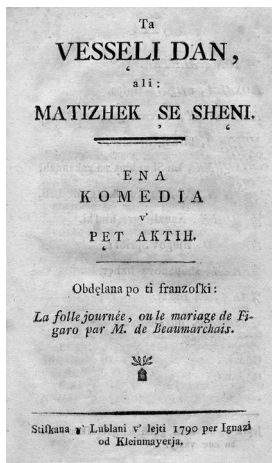 Ta
VESSELI DAN,
ali:
MATIZHEK SE SHENI.
ENA
KOMEDIA
v'
PET AKTIH.
Obdęlana po ti franzoſki:
La folle journée, ou le mariage de Fi-
garo par M. de Beaumarchais.
Stiſkana v' Lublani v' lejti 1790 per Ignazi
od Kleinmayerja.